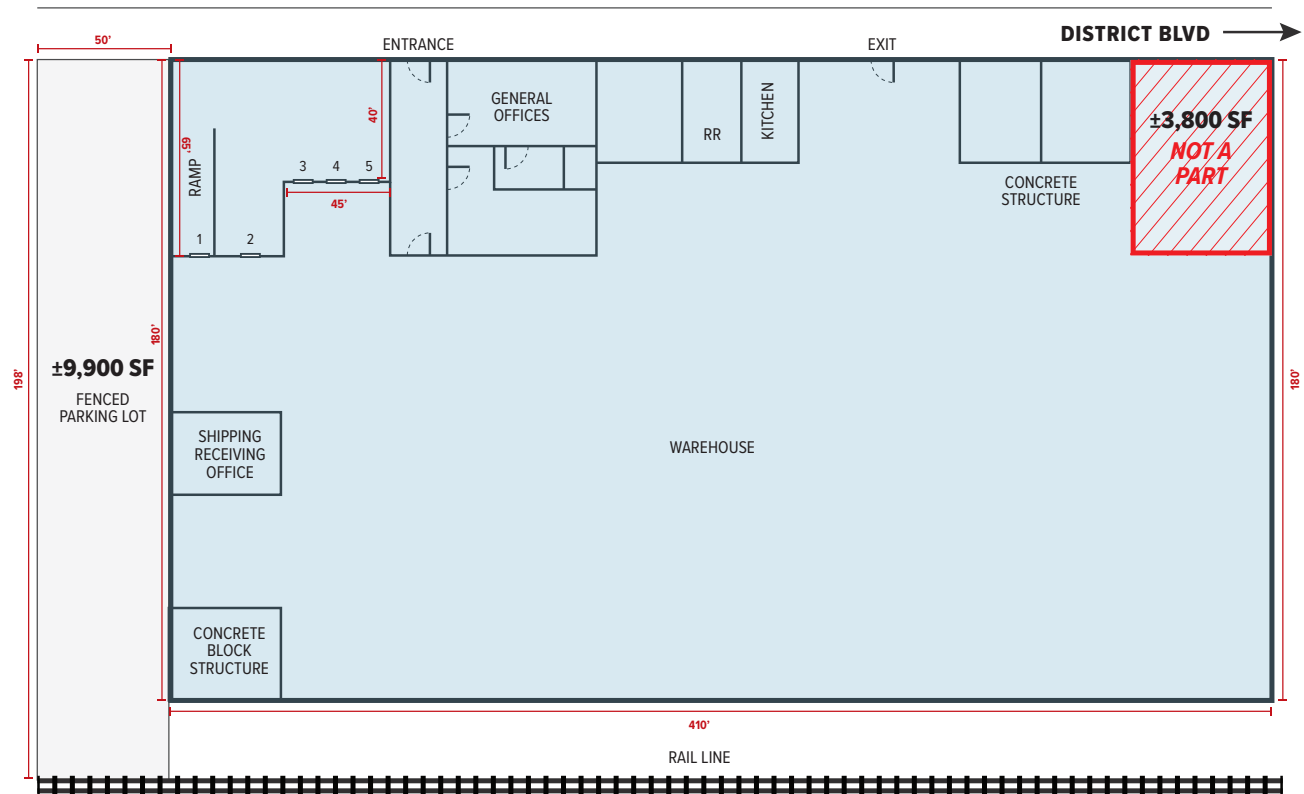 DISTRICT BLVD
50'
ENTRANCE
EXIT
GENERAL
OFFICES
KITCHEN
RR
±3,800 SF
NOT A
PART
40'
65'
RAMP
3
4
5
45'
CONCRETE
STRUCTURE
1
2
180'
198'
±9,900 SF
FENCED
PARKING LOT
180'
SHIPPING
RECEIVING
OFFICE
WAREHOUSE
CONCRETE
BLOCK
STRUCTURE
410'
RAIL LINE